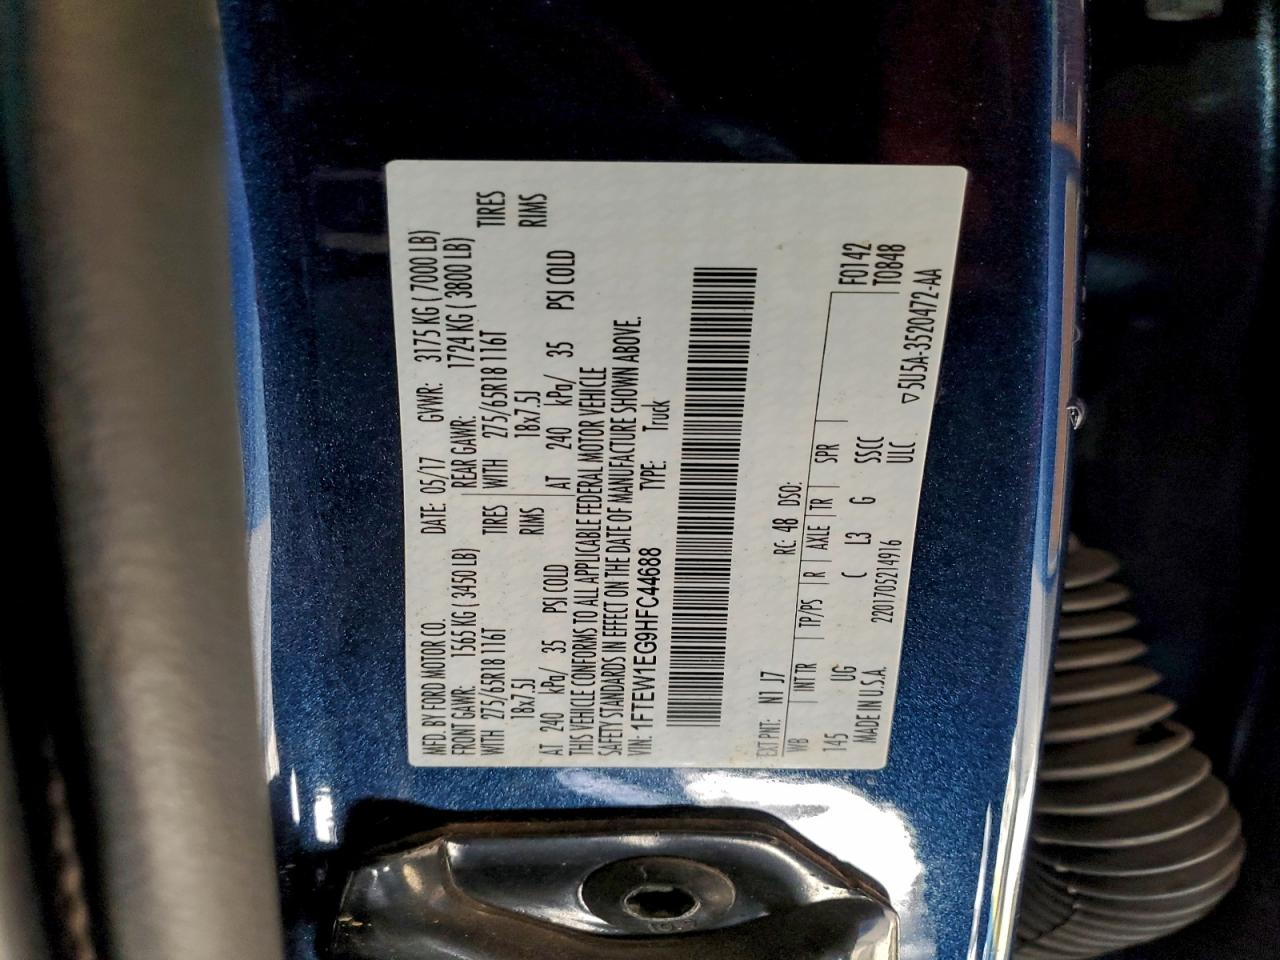 MFD. BY FORD MOTOR CO. DATE: 05/17 GVWR: 3175 KG ( 7000 LB)
FRONT GAWR: 1565 KG ( 3450 LB) REAR GAWR: 1724 KG ( 3800 LB)
WITH 275/65R18 116T TIRES WITH 275/65R18 116T TIRES
18x7.5J RIMS 18x7.5J RIMS
AT 240 kPa/ 35 PSI COLD AT 240 kPa/ 35 PSI COLD
THIS VEHICLE CONFORMS TO ALL APPLICABLE FEDERAL MOTOR VEHICLE
SAFETY STANDARDS IN EFFECT ON THE DATE OF MANUFACTURE SHOWN ABOVE.
VIN: 1FTEW1EG9HFC44688 TYPE: Truck
EXT PNT: N1 J7 RC: 48 DSO:
WB INT TR TP/PS R AXLE TR SPR F0142
145 UG C L3 G SSCC T0848
MADE IN U.S.A. 2201705214916 ULC
5U5A-3520472-AA